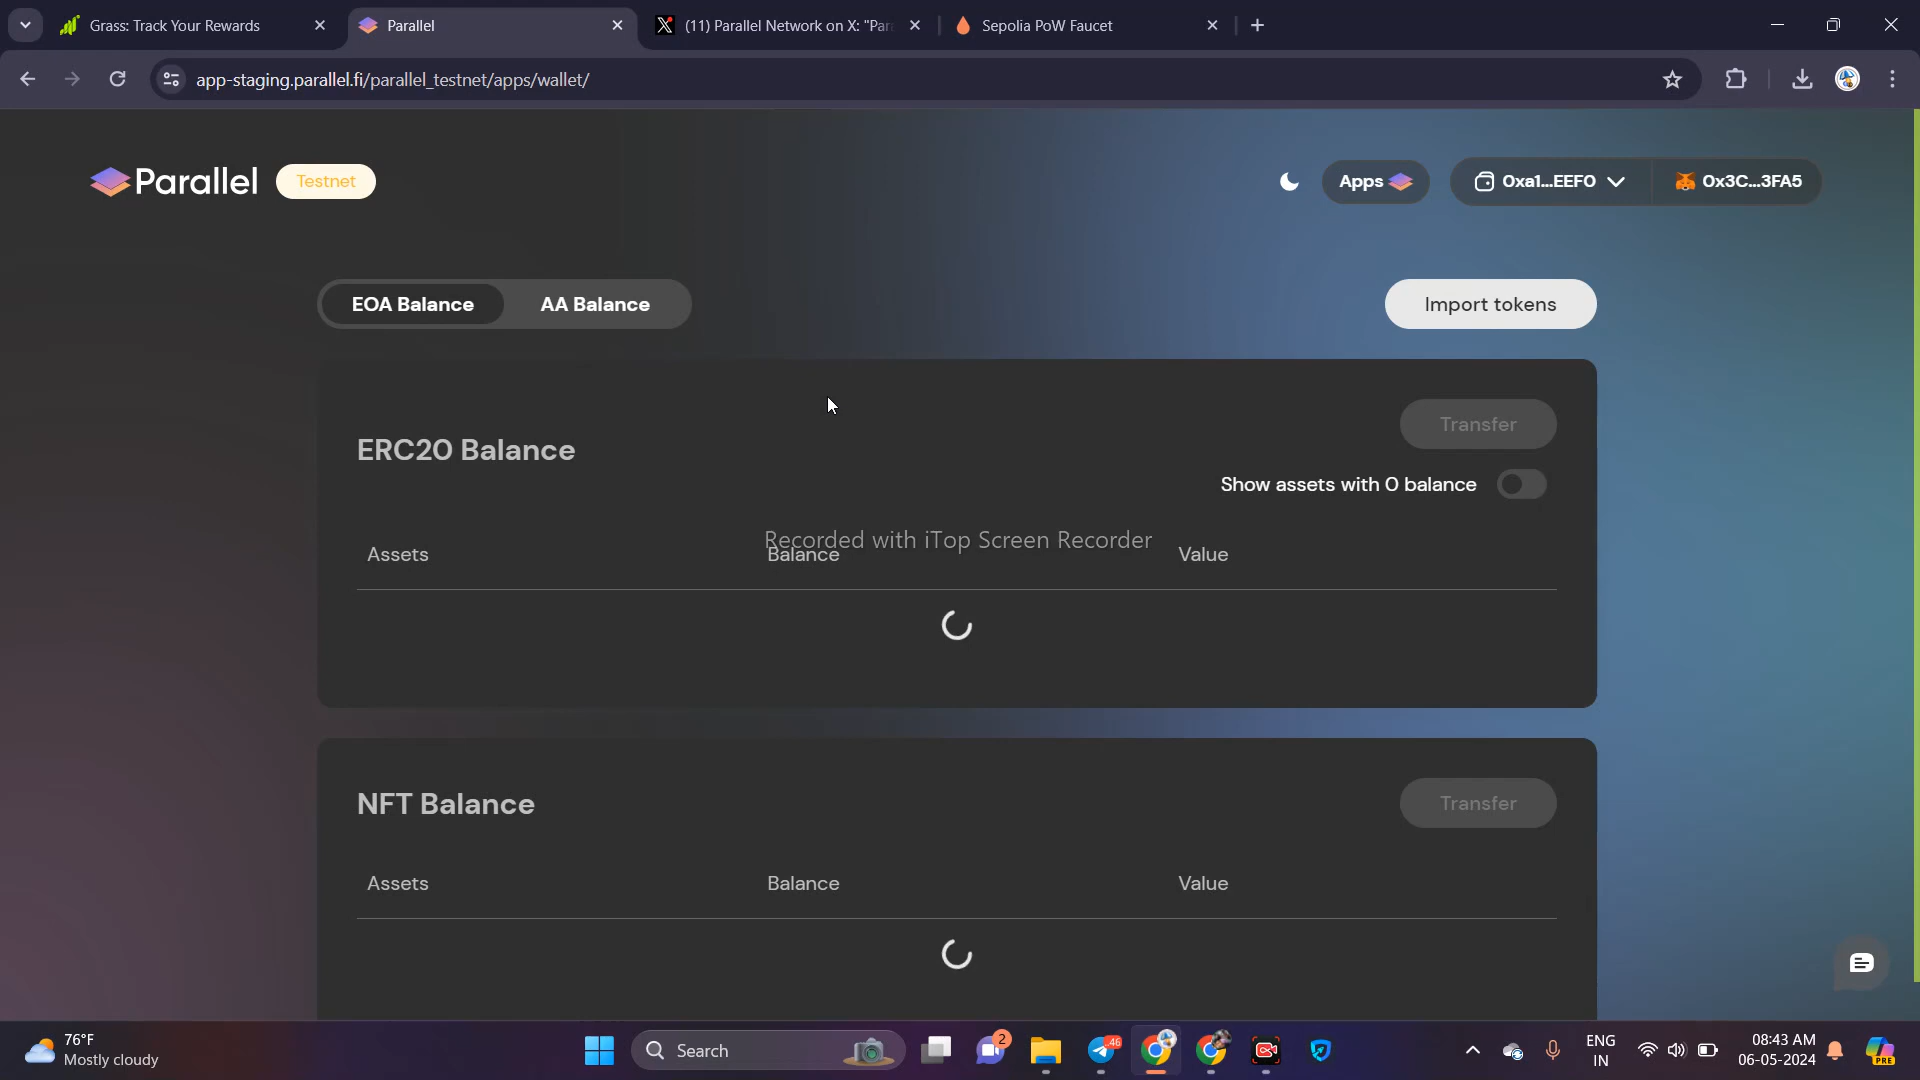 Grass: Track Your Rewards
Parallel
(11) Parallel Network on X: "Par
Sepolia PoW Faucet
app-staging.parallel.fi/parallel_testnet/apps/wallet/
Parallel
Testnet
Apps
0xa1...EEF0
0x3C...3FA5
EOA Balance
AA Balance
Import tokens
Transfer
ERC20 Balance
Show assets with 0 balance
Recorded with iTop Screen Recorder
Assets
Balance
Value
NFT Balance
Transfer
Assets
Balance
Value
76°F
Mostly cloudy
Search
2
46
PRE
ENG
IN
08:43 AM
06-05-2024